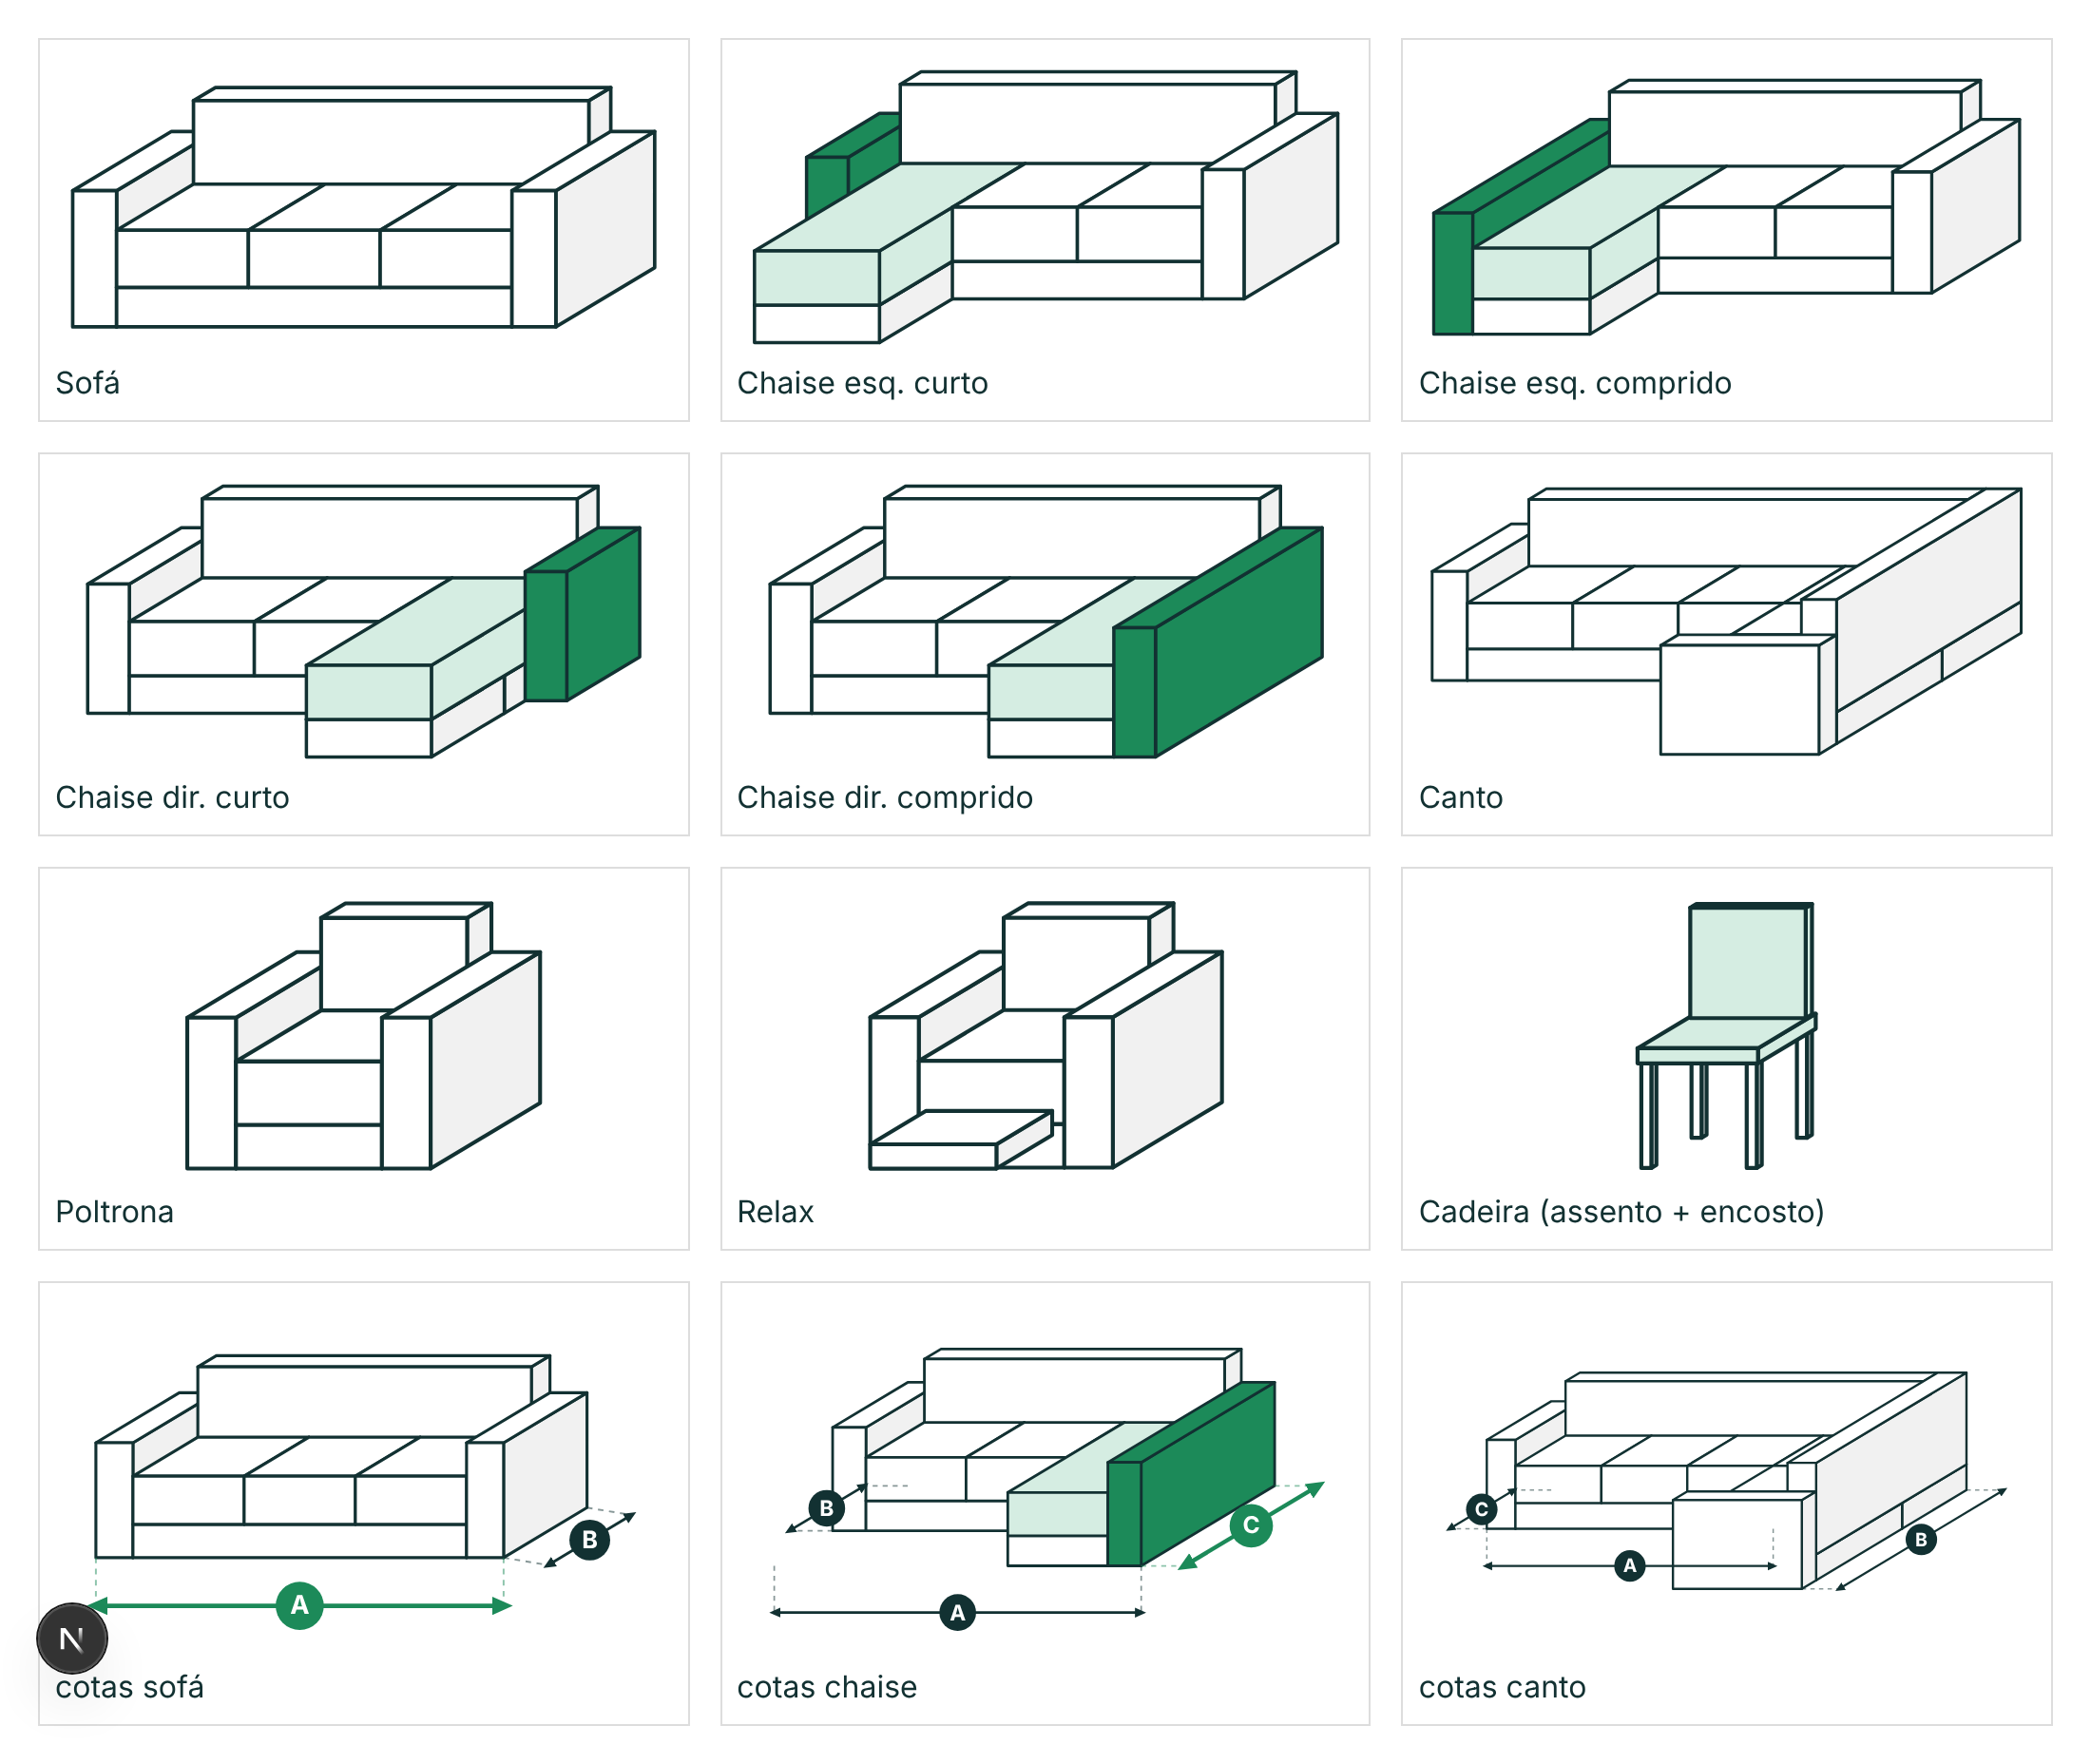 Sofá
Chaise esq. curto
Chaise esq. comprido
Chaise dir. curto
Chaise dir. comprido
Canto
Poltrona
Relax
Cadeira (assento + encosto)
B
A
N
cotas sofá
B
C
A
cotas chaise
C
B
A
cotas canto